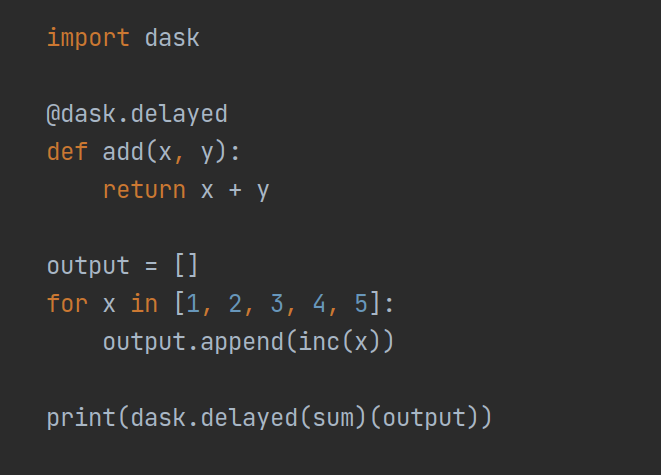 import dask
@dask.delayed
def add(x, y):
    return x + y
output = []
for x in [1, 2, 3, 4, 5]:
    output.append(inc(x))
print(dask.delayed(sum)(output))